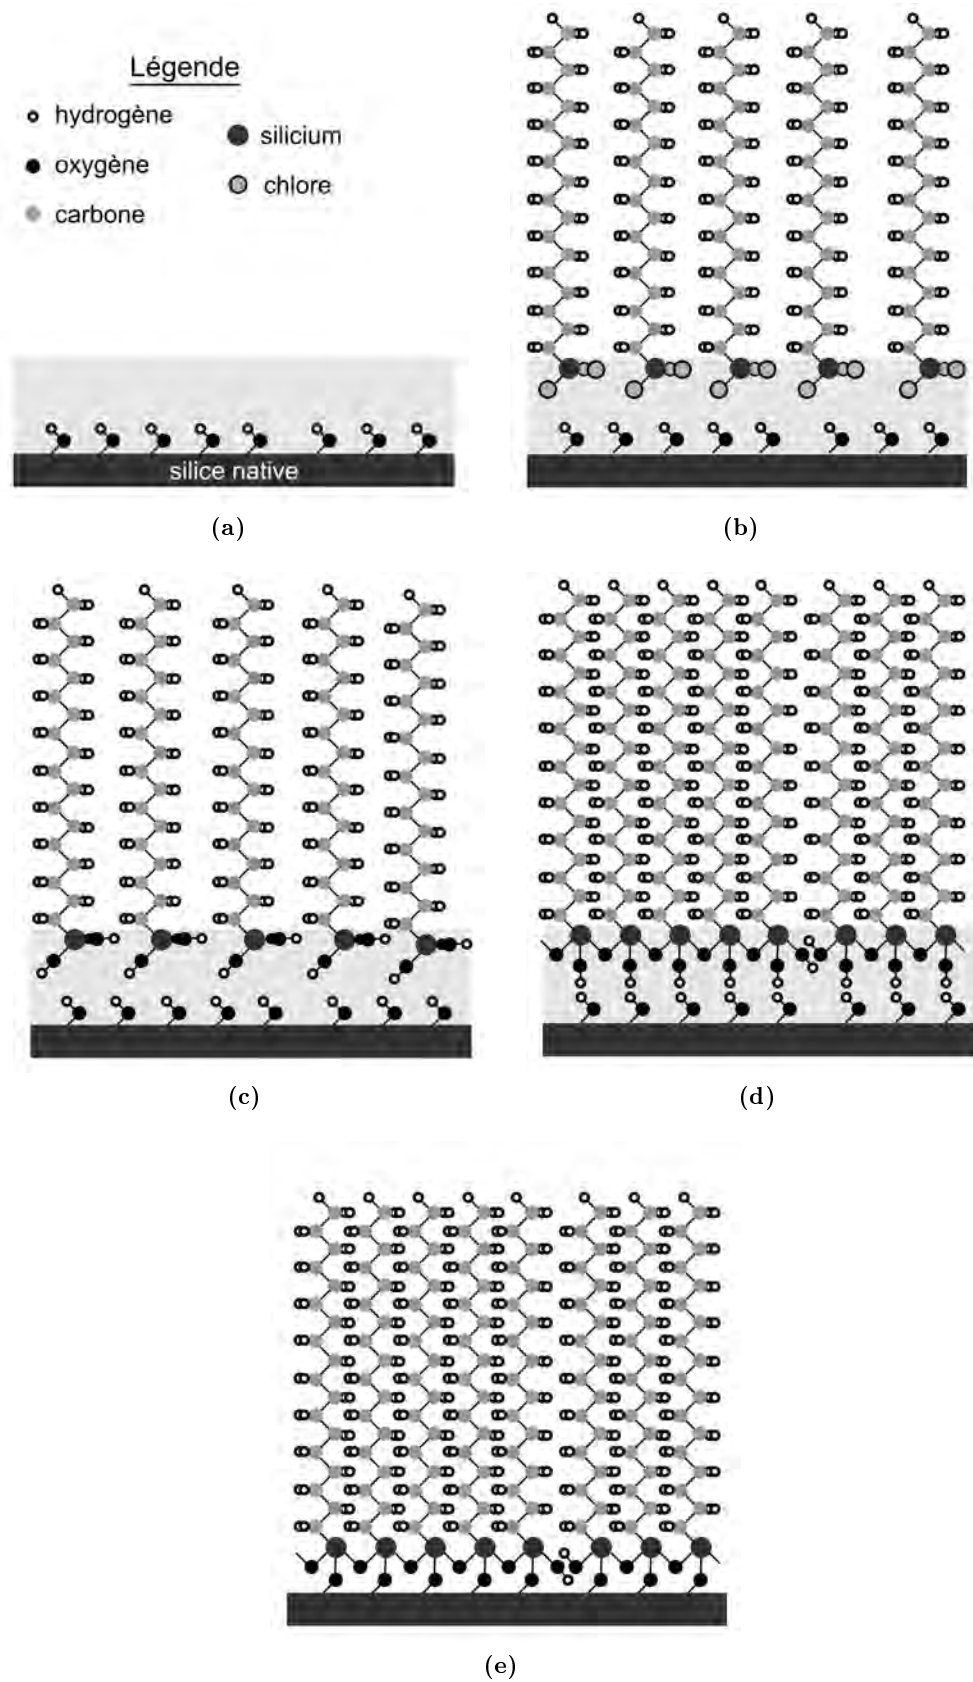 Légende
hydrogène
oxygène
carbone
silicium
chlore
silice native
(a)
(b)
(c)
(d)
(e)